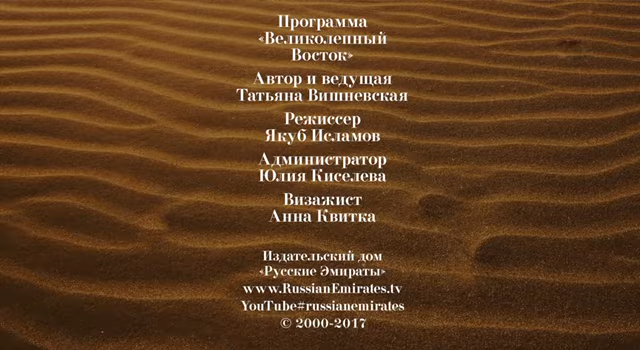 Программа
«Великолепный
Восток»
Автор и ведущая
Татьяна Вишневская
Режиссер
Якуб Исламов
Администратор
Юлия Киселева
Визажист
Анна Квитка
Издательский дом
«Русские Эмираты»
www.RussianEmirates.tv
YouTube#russianemirates
© 2000-2017